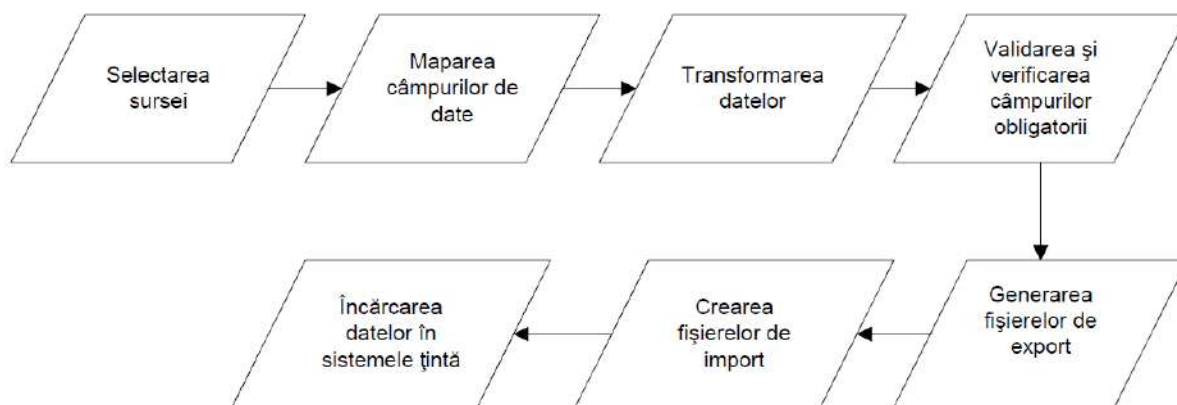 Selectarea
sursei
Maparea
câmpurilor de
date
Transformarea
datelor
Validarea şi
verificarea
câmpurilor
obligatorii
Generarea
fişierelor de
export
Crearea
fişierelor de
import
Încărcarea
datelor în
sistemele ţintă